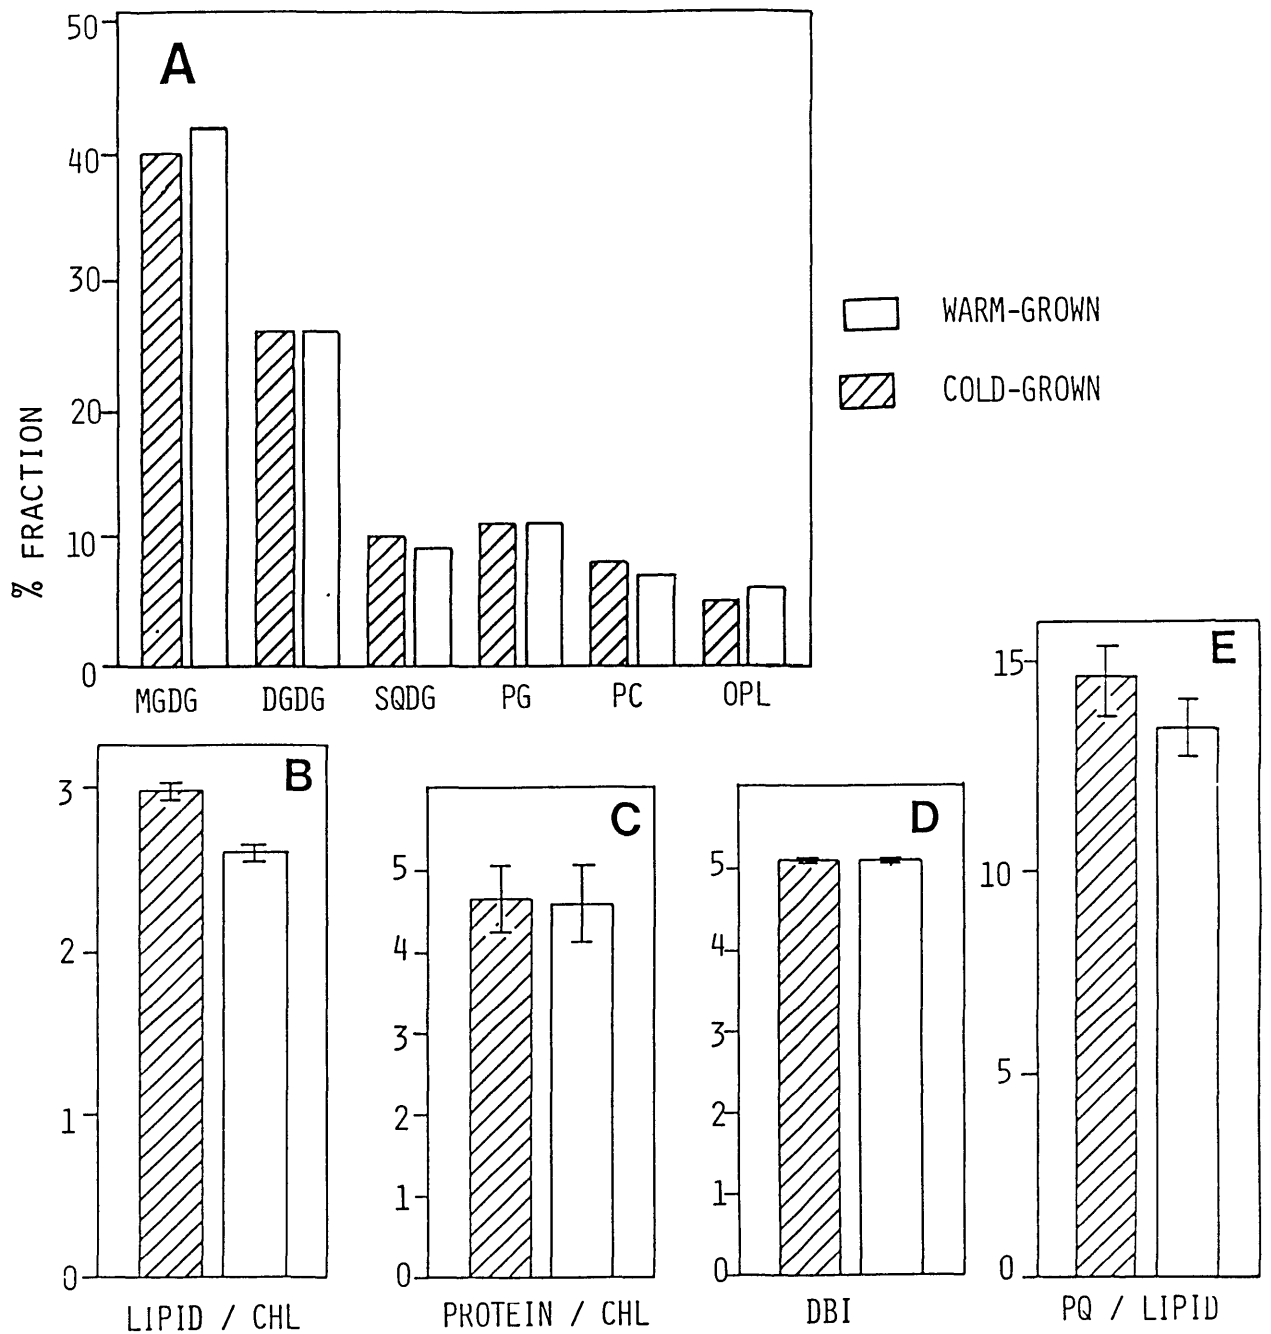 A
50
40
30
20
10
0
% FRACTION
MGDG DGDG SQDG PG PC OPL
WARM-GROWN
COLD-GROWN
B
3
2
1
0
LIPID / CHL
C
5
4
3
2
1
0
PROTEIN / CHL
D
5
4
3
2
1
0
DBI
E
15
10
5
0
PQ / LIPID